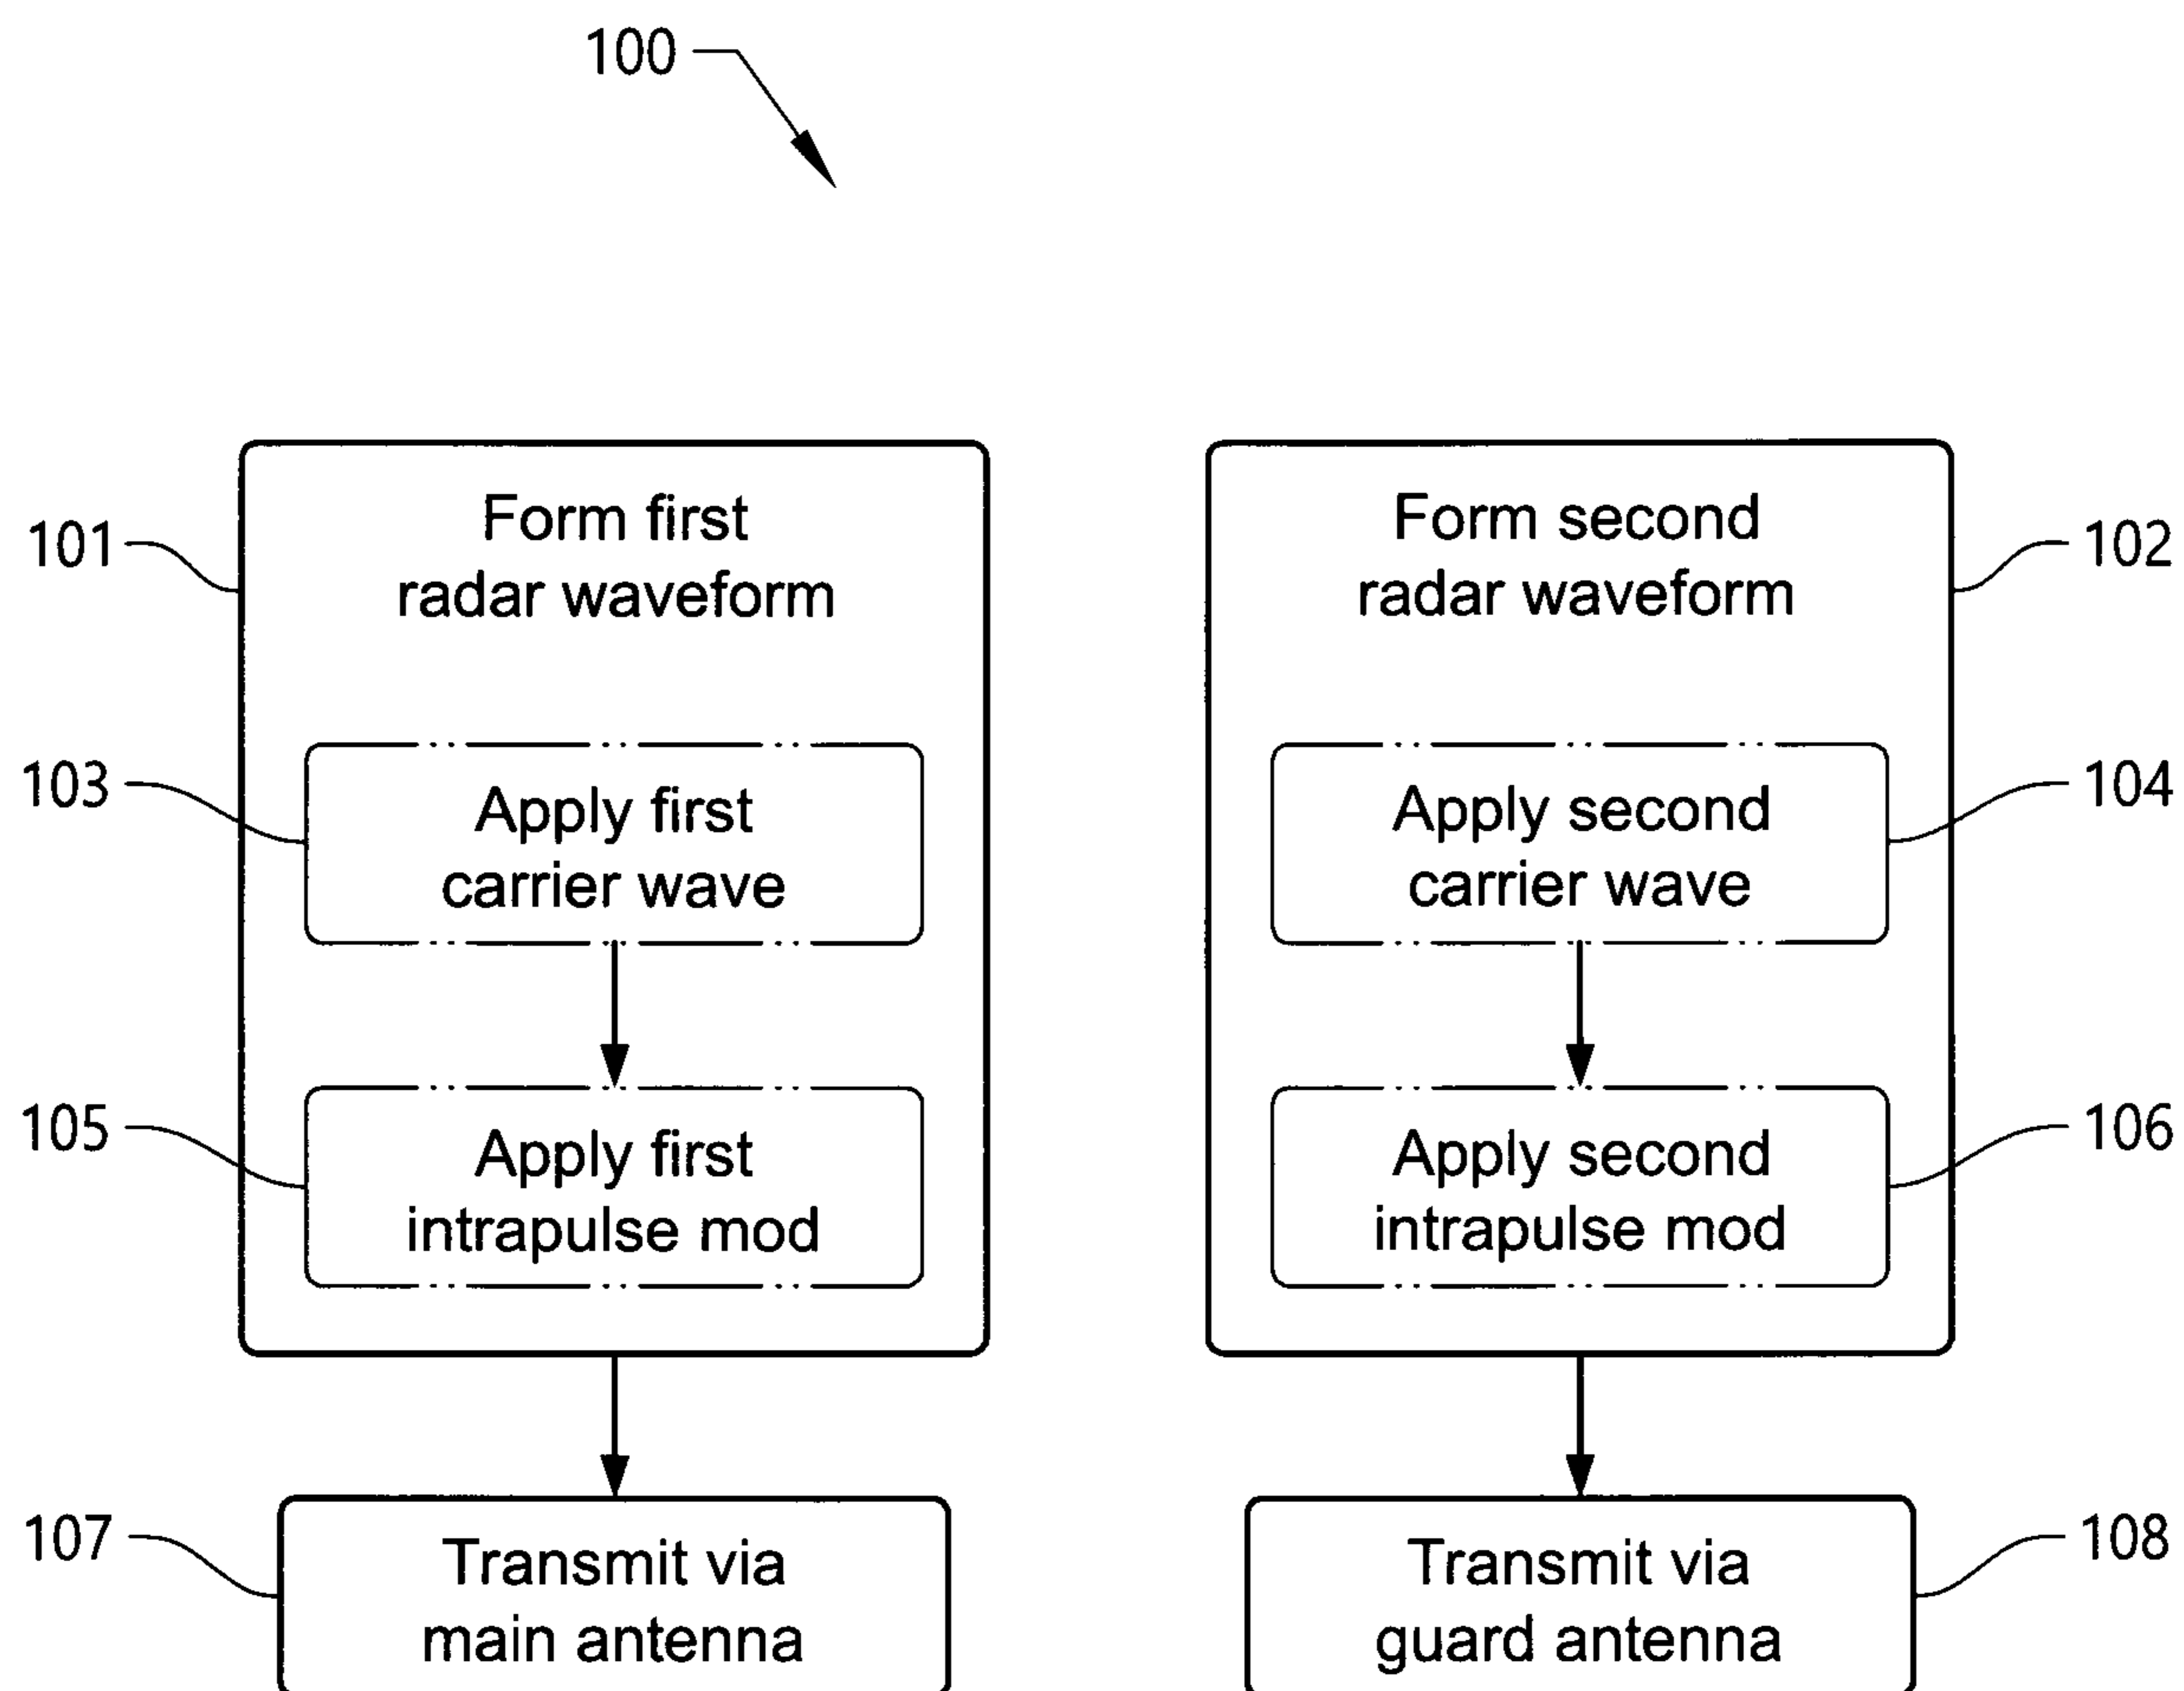 100
101
Form first
radar waveform
103
Apply first
carrier wave
105
Apply first
intrapulse mod
107
Transmit via
main antenna
Form second
radar waveform
102
Apply second
carrier wave
104
Apply second
intrapulse mod
106
Transmit via
guard antenna
108